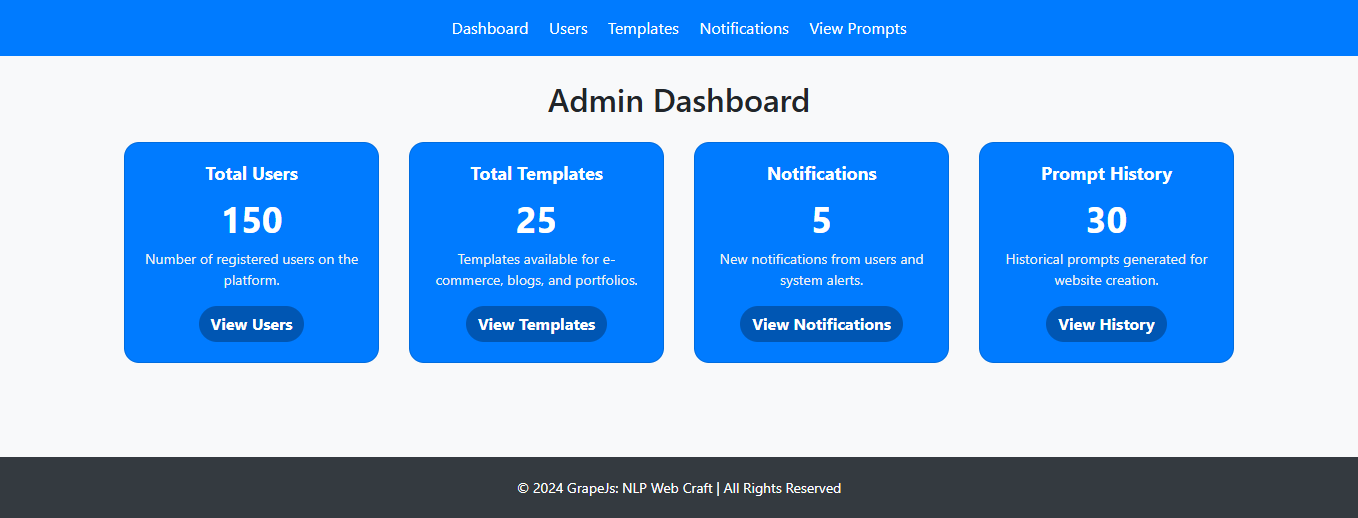 Dashboard Users Templates Notifications View Prompts
Admin Dashboard
Total Users
150
Number of registered users on the
platform.
View Users
Total Templates
25
Templates available for e-
commerce, blogs, and portfolios.
View Templates
Notifications
5
New notifications from users and
system alerts.
View Notifications
Prompt History
30
Historical prompts generated for
website creation.
View History
© 2024 GrapeJs: NLP Web Craft | All Rights Reserved